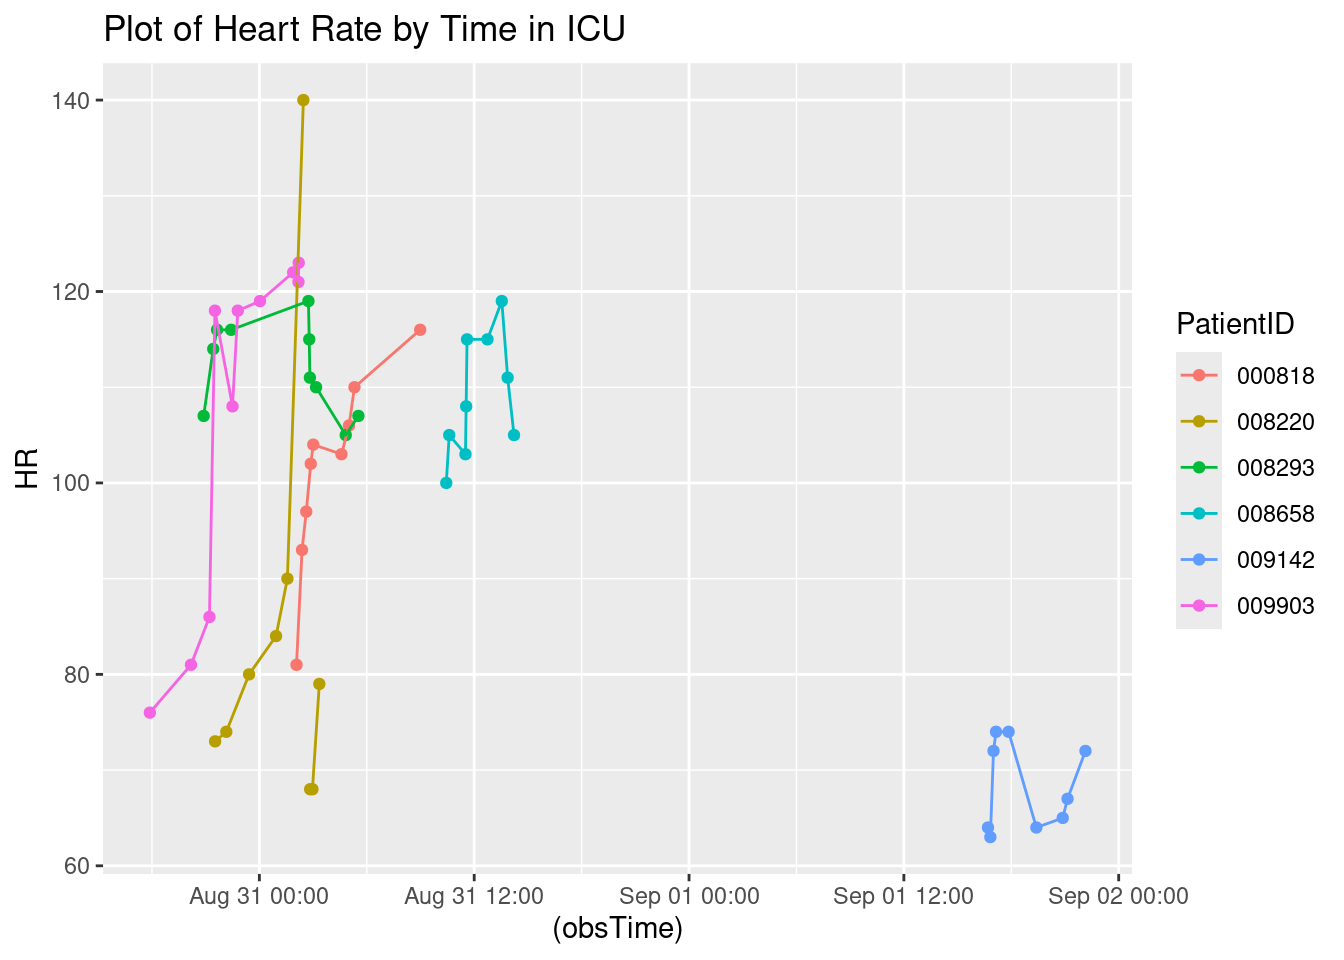 Plot of Heart Rate by Time in ICU
140
120
100
80
60
HR
Aug 31 00:00
Aug 31 12:00
Sep 01 00:00
Sep 01 12:00
Sep 02 00:00
(obsTime)
PatientID
000818
008220
008293
008658
009142
009903